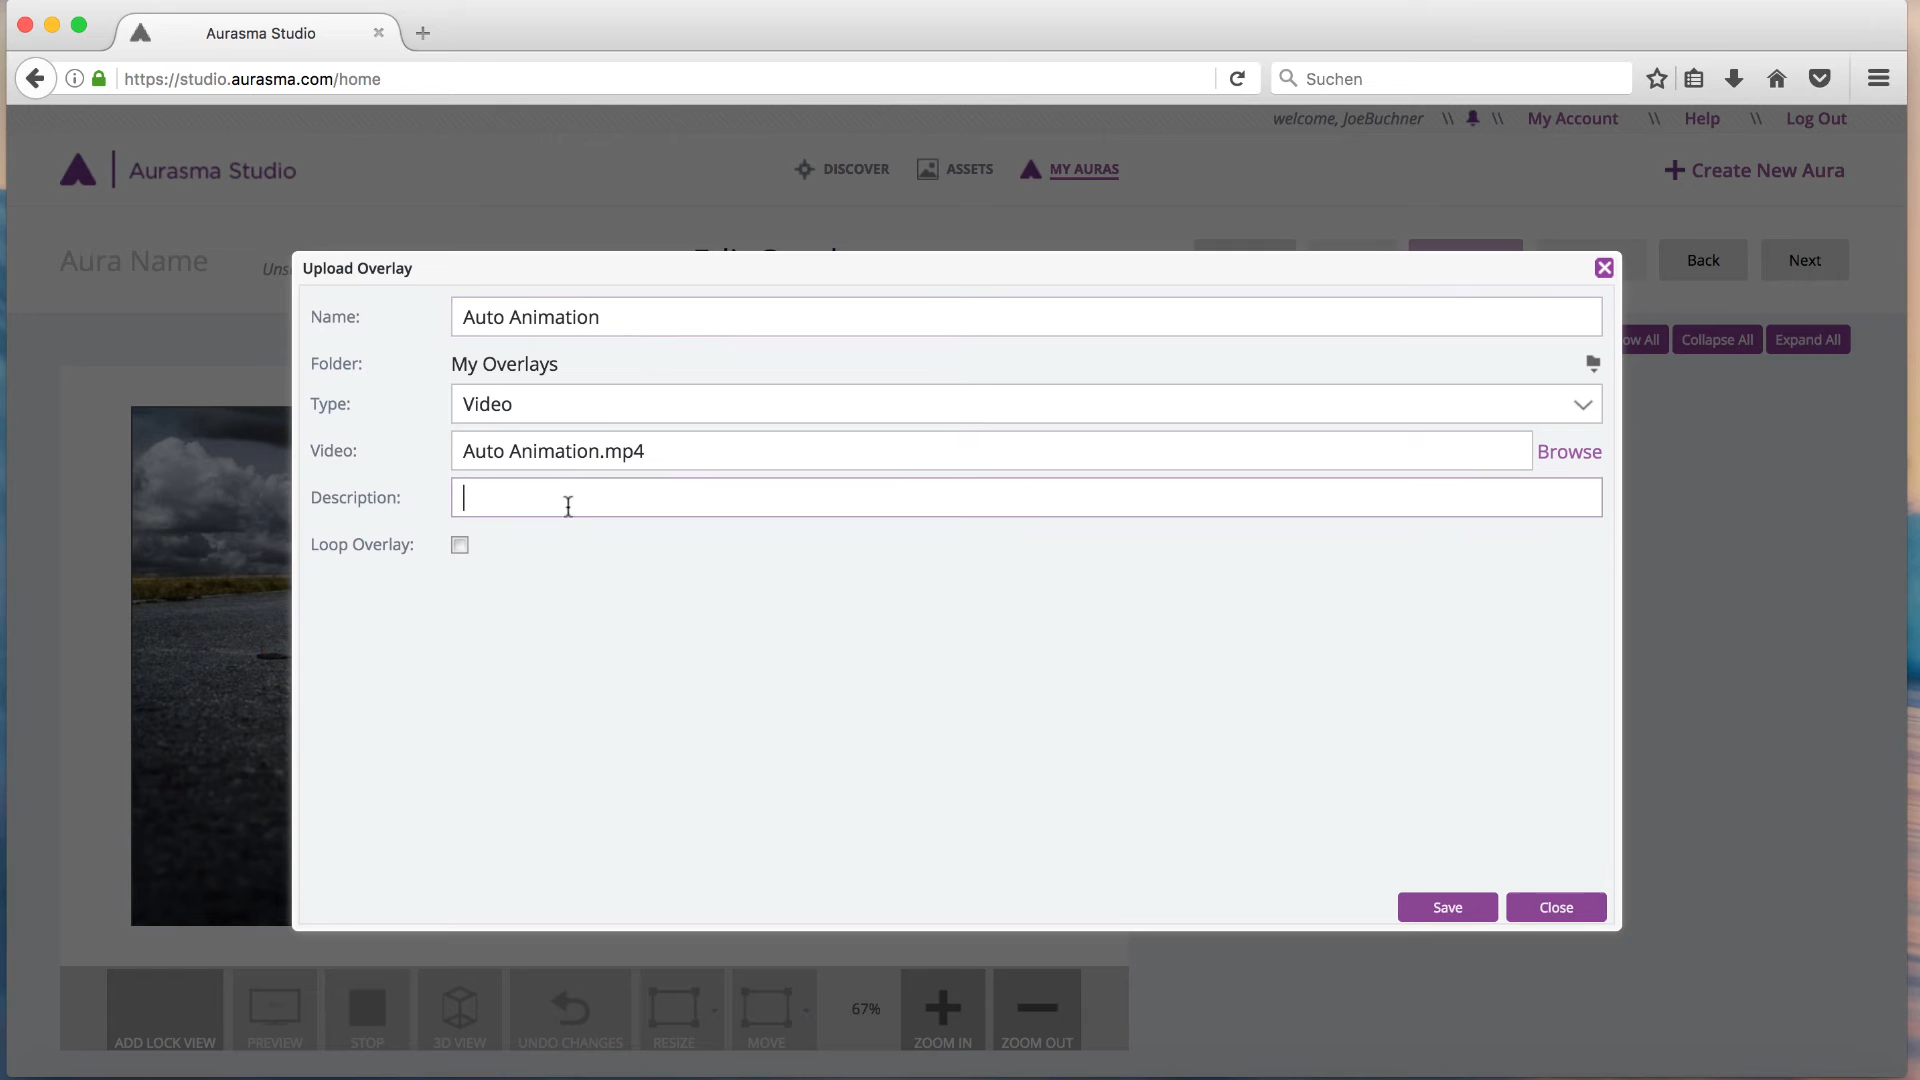 Aurasma Studio
https://studio.aurasma.com/home
Suchen
welcome, JoeBuchner \\ \\ My Account \\ Help \\ Log Out
Aurasma Studio
DISCOVER
ASSETS
MY AURAS
Create New Aura
Aura Name
Uns
Back
Next
Upload Overlay
Name:
Auto Animation
Folder:
My Overlays
Type:
Video
Video:
Auto Animation.mp4
Browse
Description:
Loop Overlay:
ow All
Collapse All
Expand All
Save
Close
ADD LOCK VIEW
PREVIEW
STOP
3D VIEW
UNDO CHANGES
RESIZE
MOVE
67%
ZOOM IN
ZOOM OUT